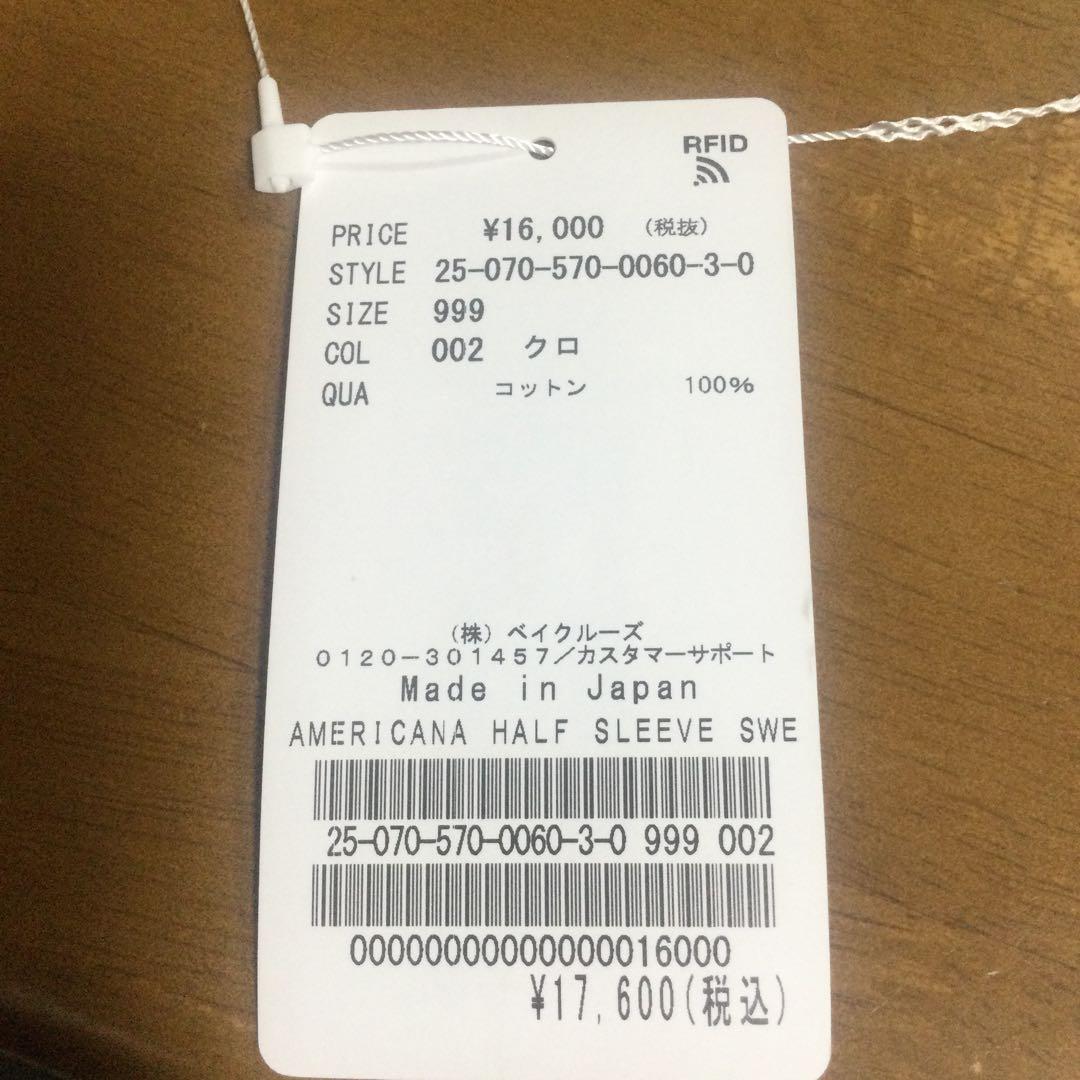 RFID
PRICE ¥16,000 (税抜)
STYLE 25-070-570-0060-3-0
SIZE 999
COL 002 クロ
QUA コットン 100%
(株) ベイクルーズ
0120-301457/カスタマーサポート
Made in Japan
AMERICANA HALF SLEEVE SWE
25-070-570-0060-3-0 999 002
00000000000000016000
¥17,600(税込)